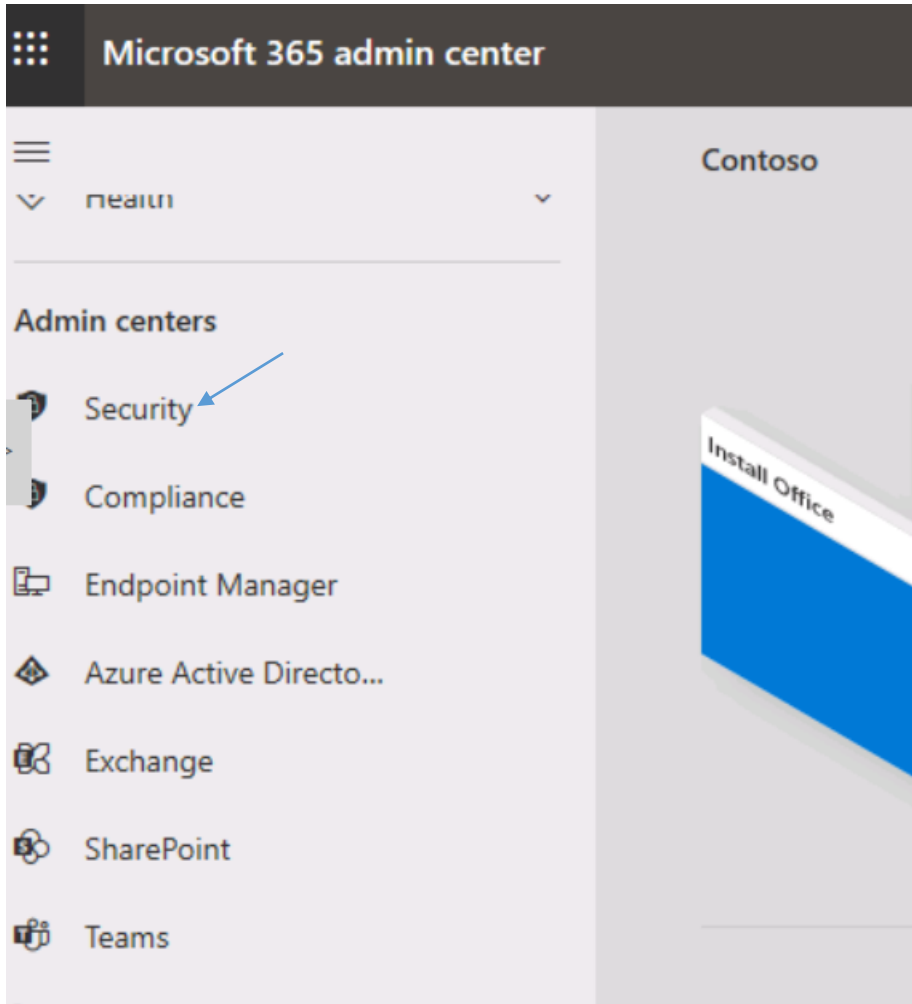 Microsoft 365 admin center
Contoso
Health
Admin centers
Security
Compliance
Endpoint Manager
Azure Active Directo...
Exchange
SharePoint
Teams
Install Office